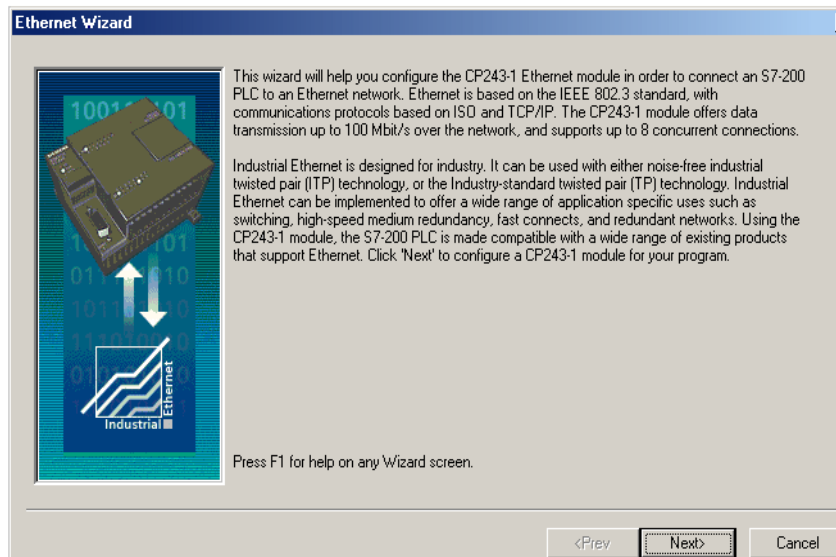 Ethernet Wizard
This wizard will help you configure the CP243-1 Ethernet module in order to connect an S7-200
PLC to an Ethernet network. Ethernet is based on the IEEE 802.3 standard, with
communications protocols based on ISO and TCP/IP. The CP243-1 module offers data
transmission up to 100 Mbit/s over the network, and supports up to 8 concurrent connections.
Industrial Ethernet is designed for industry. It can be used with either noise-free industrial
twisted pair (ITP) technology, or the Industry-standard twisted pair (TP) technology. Industrial
Ethernet can be implemented to offer a wide range of application specific uses such as
switching, high-speed medium redundancy, fast connects, and redundant networks. Using the
CP243-1 module, the S7-200 PLC is made compatible with a wide range of existing products
that support Ethernet. Click 'Next' to configure a CP243-1 module for your program.
Industrial
Ethernet
Press F1 for help on any Wizard screen.
<Prev
Next>
Cancel